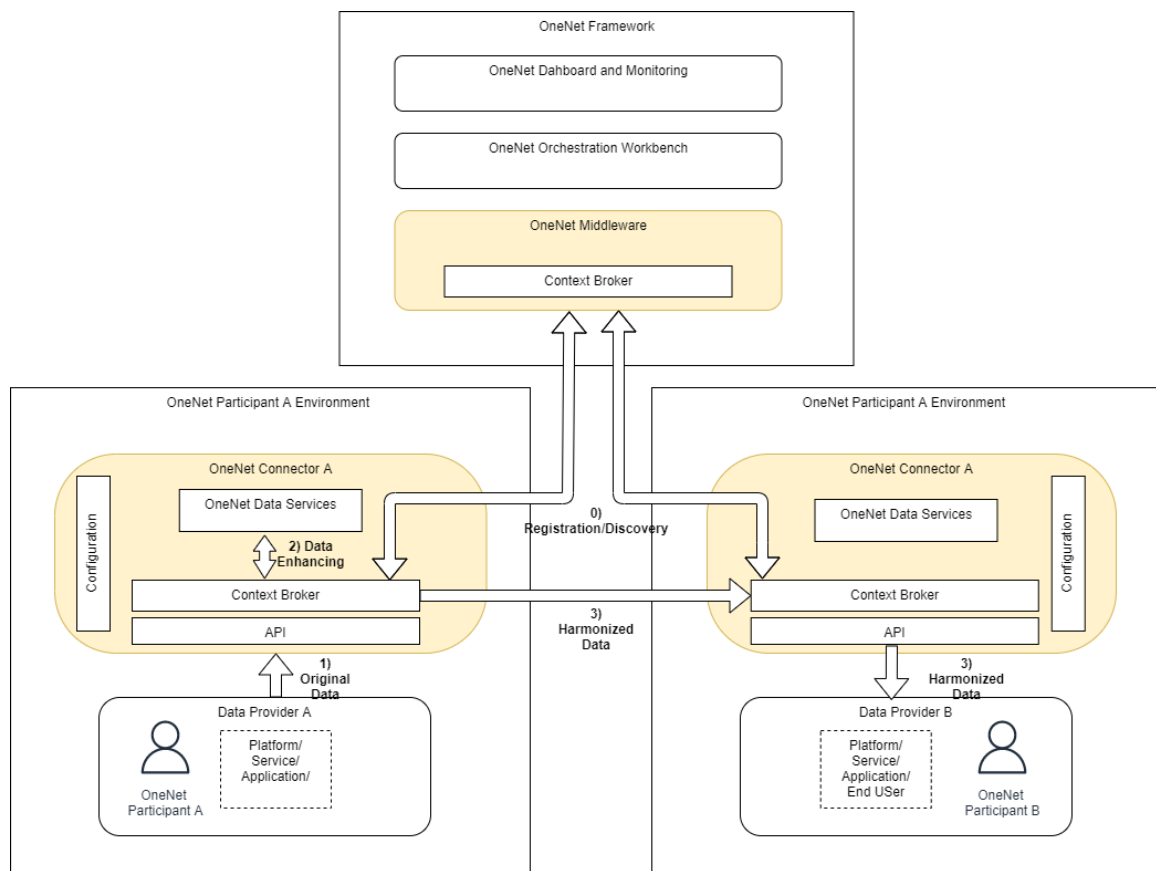 OneNet Framework
OneNet Dahboard and Monitoring
OneNet Orchestration Workbench
OneNet Middleware
Context Broker
OneNet Participant A Environment
OneNet Connector A
Configuration
OneNet Data Services
2) Data
Enhancing
Context Broker
API
1)
Original
Data
Data Provider A
Platform/
Service/
Application/
OneNet
Participant A
0)
Registration/Discovery
3)
Harmonized
Data
OneNet Participant A Environment
OneNet Connector A
OneNet Data Services
Configuration
Context Broker
API
3)
Harmonized
Data
Data Provider B
Platform/
Service/
Application/
End USer
OneNet
Participant B